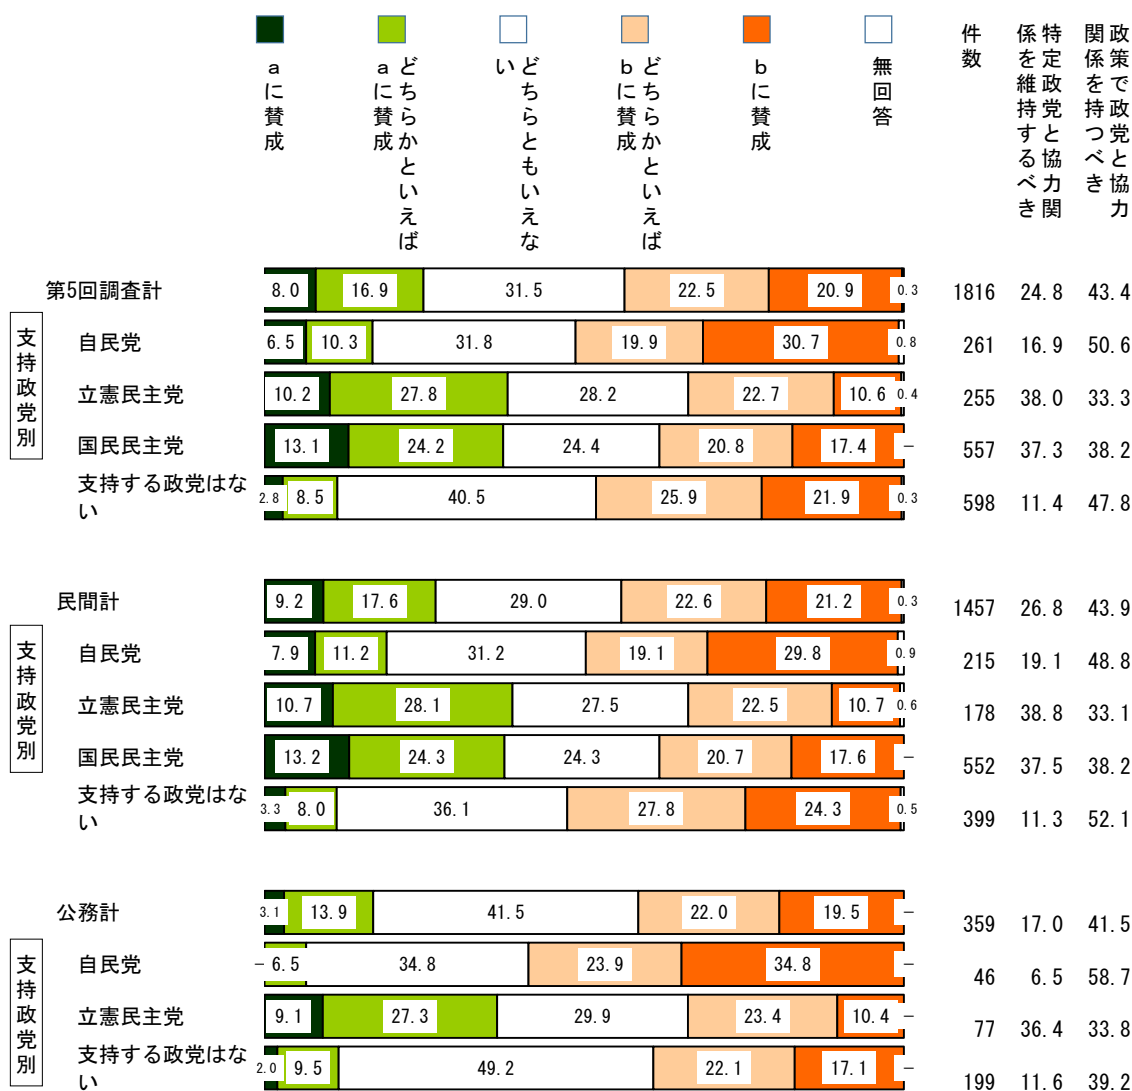 aに賛成
どちらかといえば
aに賛成
どちらともいえな
い
どちらかといえば
bに賛成
bに賛成
無回答
件数
特定政党と協力関
係を維持するべき
政策で政党と協力
関係を持つべき
第5回調査計 8.0 16.9 31.5 22.5 20.9 0.3 1816 24.8 43.4
支持政党別
自民党 6.5 10.3 31.8 19.9 30.7 0.8 261 16.9 50.6
立憲民主党 10.2 27.8 28.2 22.7 10.6 0.4 255 38.0 33.3
国民民主党 13.1 24.2 24.4 20.8 17.4 － 557 37.3 38.2
支持する政党はな
い 2.8 8.5 40.5 25.9 21.9 0.3 598 11.4 47.8
民間計 9.2 17.6 29.0 22.6 21.2 0.3 1457 26.8 43.9
支持政党別
自民党 7.9 11.2 31.2 19.1 29.8 0.9 215 19.1 48.8
立憲民主党 10.7 28.1 27.5 22.5 10.7 0.6 178 38.8 33.1
国民民主党 13.2 24.3 24.3 20.7 17.6 － 552 37.5 38.2
支持する政党はな
い 3.3 8.0 36.1 27.8 24.3 0.5 399 11.3 52.1
公務計 3.1 13.9 41.5 22.0 19.5 － 359 17.0 41.5
支持政党別
自民党 － 6.5 34.8 23.9 34.8 － 46 6.5 58.7
立憲民主党 9.1 27.3 29.9 23.4 10.4 － 77 36.4 33.8
支持する政党はな
い 2.0 9.5 49.2 22.1 17.1 － 199 11.6 39.2